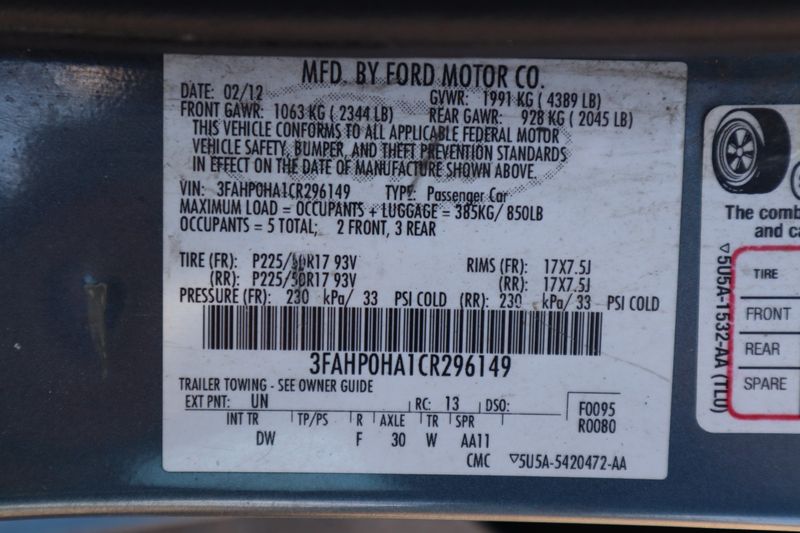 MFD. BY FORD MOTOR CO.
DATE: 02/12 GVWR: 1991 KG ( 4389 LB)
FRONT GAWR: 1063 KG ( 2344 LB) REAR GAWR: 928 KG ( 2045 LB)
THIS VEHICLE CONFORMS TO ALL APPLICABLE FEDERAL MOTOR
VEHICLE SAFETY, BUMPER, AND THEFT PREVENTION STANDARDS
IN EFFECT ON THE DATE OF MANUFACTURE SHOWN ABOVE.
VIN: 3FAHP0HA1CR296149 TYPE: Passenger Car
MAXIMUM LOAD = OCCUPANTS + LUGGAGE = 385KG/ 850LB
OCCUPANTS = 5 TOTAL; 2 FRONT, 3 REAR
TIRE (FR): P225/50R17 93V RIMS (FR): 17X7.5J
(RR): P225/50R17 93V (RR): 17X7.5J
PRESSURE (FR): 230 kPa/ 33 PSI COLD (RR): 230 kPa/ 33 PSI COLD
3FAHP0HA1CR296149
TRAILER TOWING - SEE OWNER GUIDE
EXT PNT: UN RC: 13 DSO: F0095
INT TR TP/PS R AXLE TR SPR R0080
DW F 30 W AA11
CMC ▽5U5A-5420472-AA
The comb
and ca
▽5U5A-1532-AA (TL0)
TIRE
FRONT
REAR
SPARE